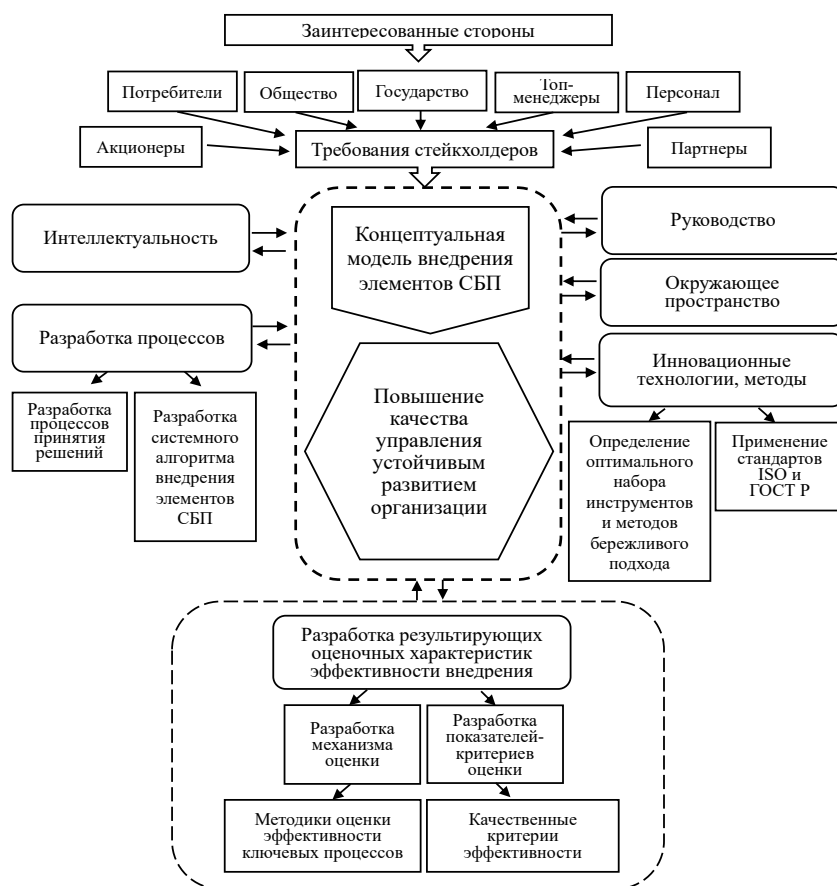 Заинтересованные стороны
Потребители
Общество
Государство
Топ-
менеджеры
Персонал
Акционеры
Требования стейкхолдеров
Партнеры
Интеллектуальность
Концептуальная
модель внедрения
элементов СБП
Руководство
Окружающее
пространство
Разработка процессов
Инновационные
технологии, методы
Разработка
процессов
принятия
решений
Разработка
системного
алгоритма
внедрения
элементов
СБП
Повышение
качества
управления
устойчивым
развитием
организации
Определение
оптимального
набора
инструментов
и методов
бережливого
подхода
Применение
стандартов
ISO и
ГОСТ Р
Разработка результирующих
оценочных характеристик
эффективности внедрения
Разработка
механизма
оценки
Разработка
показателей-
критериев
оценки
Методики оценки
эффективности
ключевых процессов
Качественные
критерии
эффективности